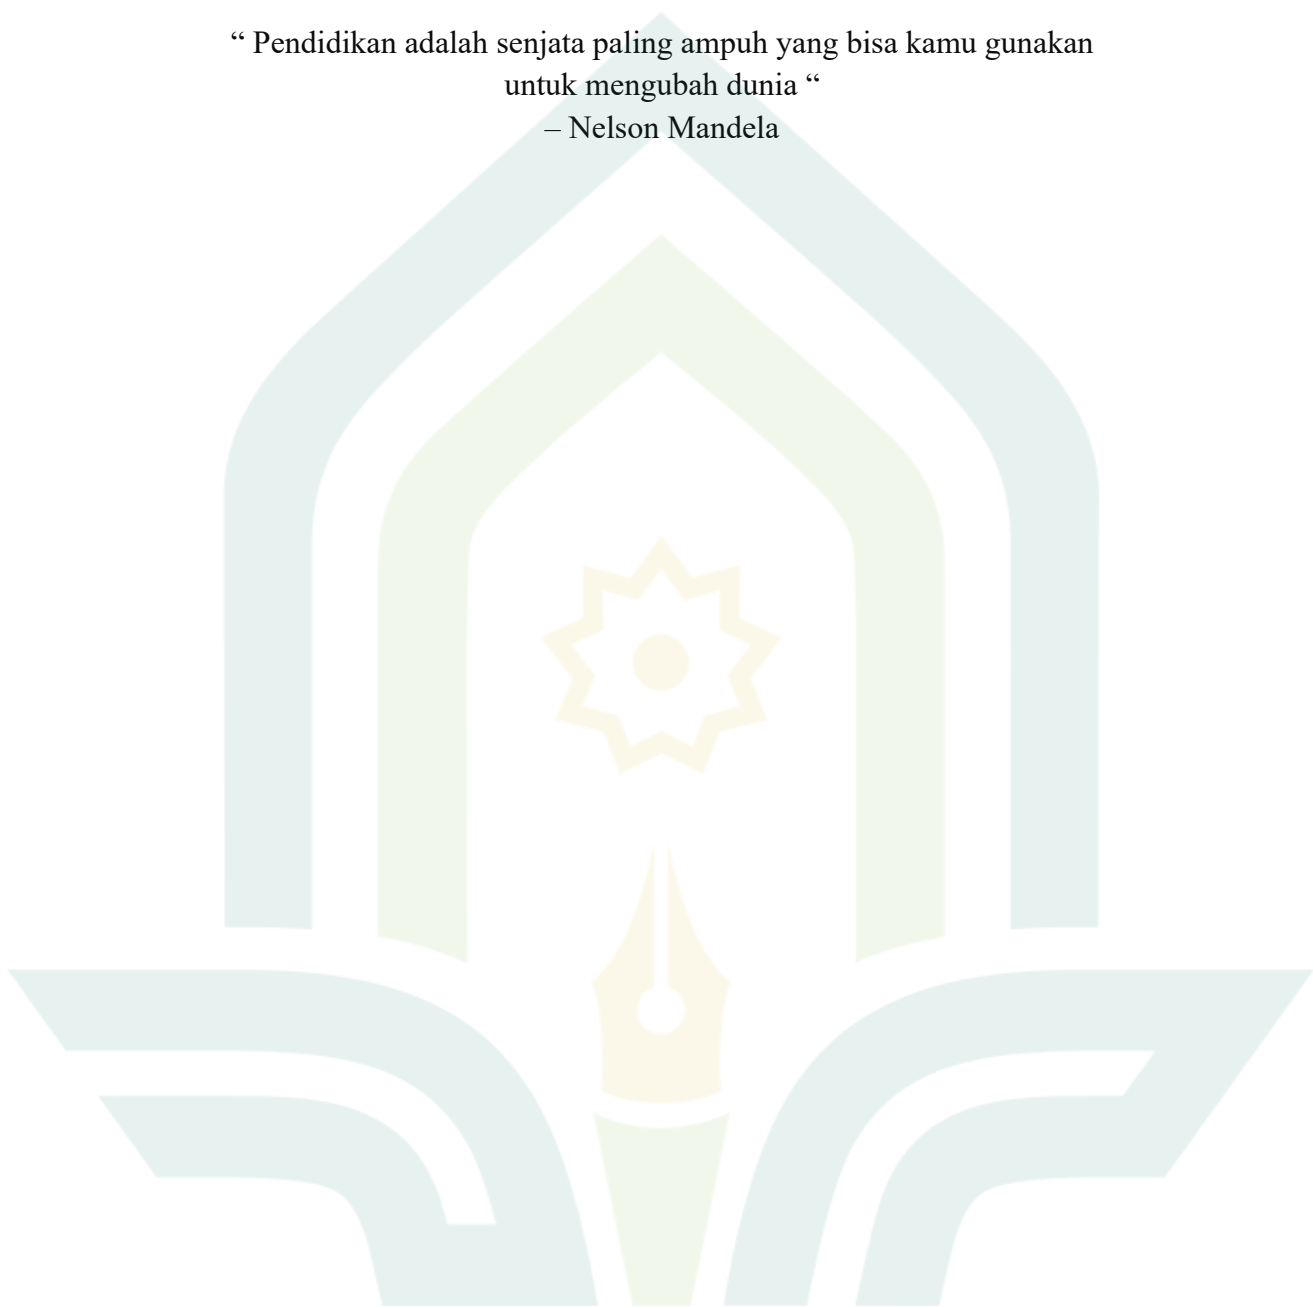 “ Pendidikan adalah senjata paling ampuh yang bisa kamu gunakan
untuk mengubah dunia “
– Nelson Mandela